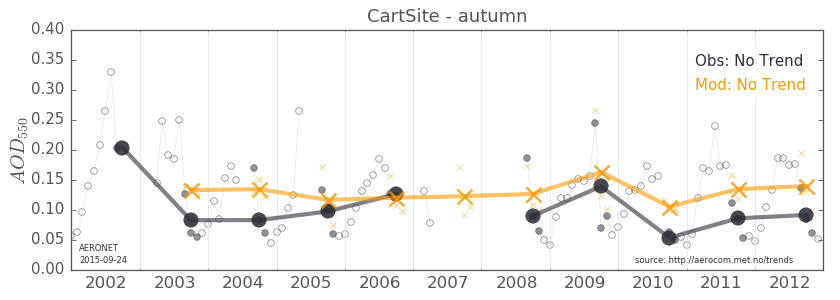 CartSite - autumn
0.40
0.35
0.30
0.25
0.20
0.15
0.10
0.05
0.00
AOD550
Obs: No Trend
Mod: No Trend
AERONET
2015-09-24
source: http://aerocom.met.no/trends
2002 2003 2004 2005 2006 2007 2008 2009 2010 2011 2012